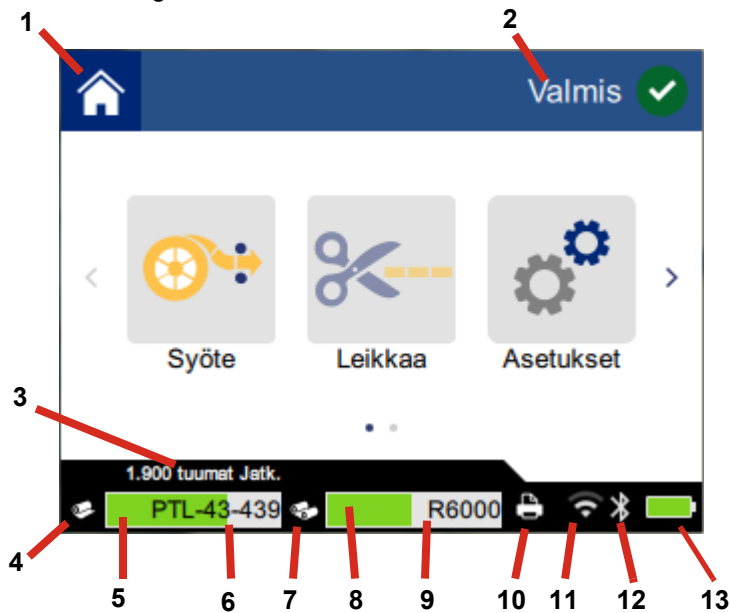 1
2
Valmis
Syöte Leikkaa Asetukset
3
1.900 tuumat Jatk.
PTL-43-439 R6000
4
5 6 7 8 9 10 11 12 13